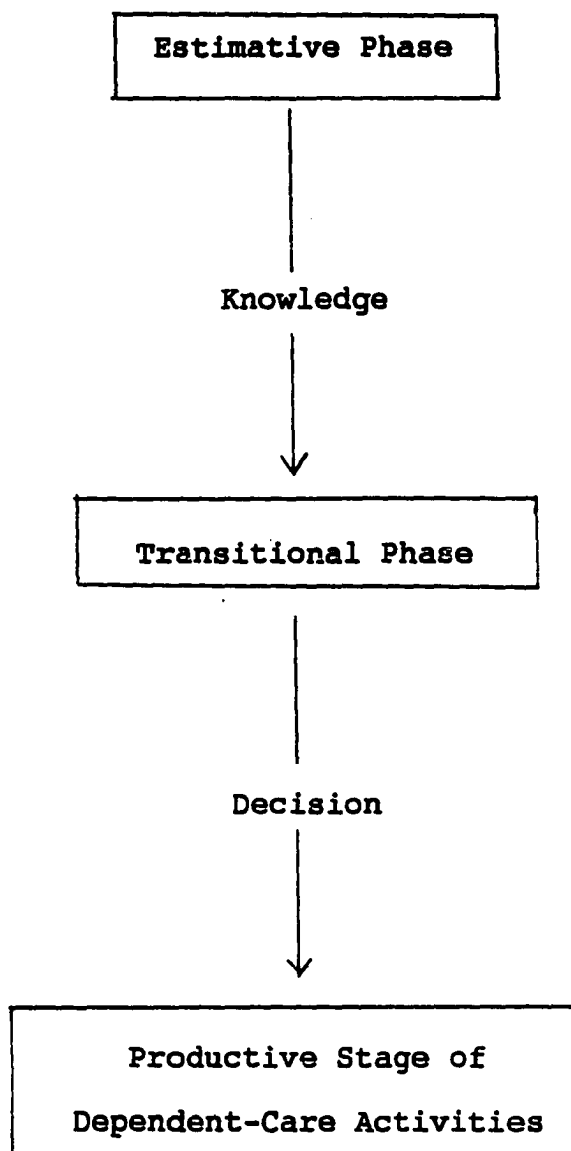 Estimative Phase
Knowledge
Transitional Phase
Decision
Productive Stage of
Dependent-Care Activities